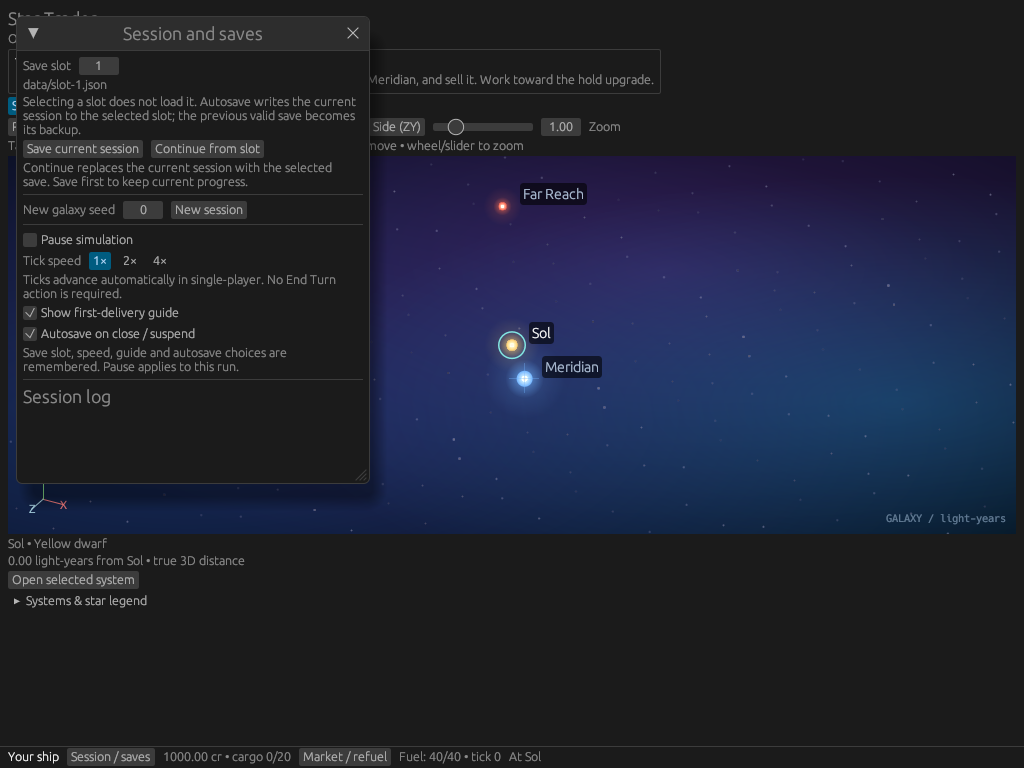 ▼ Session and saves
Save slot 1
data/slot-1.json
Selecting a slot does not load it. Autosave writes the current
session to the selected slot; the previous valid save becomes
its backup.
Save current session Continue from slot
Continue replaces the current session with the selected
save. Save first to keep current progress.
New galaxy seed 0 New session
Pause simulation
Tick speed 1× 2× 4×
Ticks advance automatically in single-player. No End Turn
action is required.
Show first-delivery guide
Autosave on close / suspend
Save slot, speed, guide and autosave choices are
remembered. Pause applies to this run.
Session log
Meridian, and sell it. Work toward the hold upgrade.
Side (ZY) 1.00 Zoom
move • wheel/slider to zoom
Far Reach
Sol
Meridian
Z X
GALAXY / light-years
Sol • Yellow dwarf
0.00 light-years from Sol • true 3D distance
Open selected system
▸ Systems & star legend
Your ship Session / saves 1000.00 cr • cargo 0/20 Market / refuel Fuel: 40/40 • tick 0 At Sol